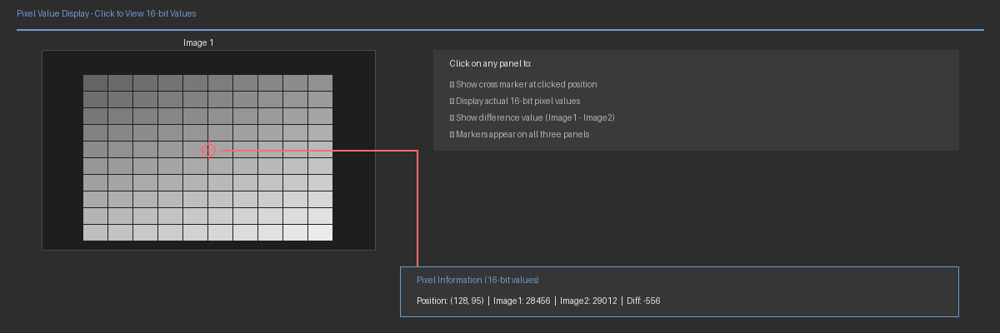 Pixel Value Display - Click to View 16-bit Values
Image 1
Click on any panel to:
Show cross marker at clicked position
Display actual 16-bit pixel values
Show difference value (Image1 - Image2)
Markers appear on all three panels
Pixel Information (16-bit values)
Position: (128, 95) | Image1: 28456 | Image2: 29012 | Diff: -556